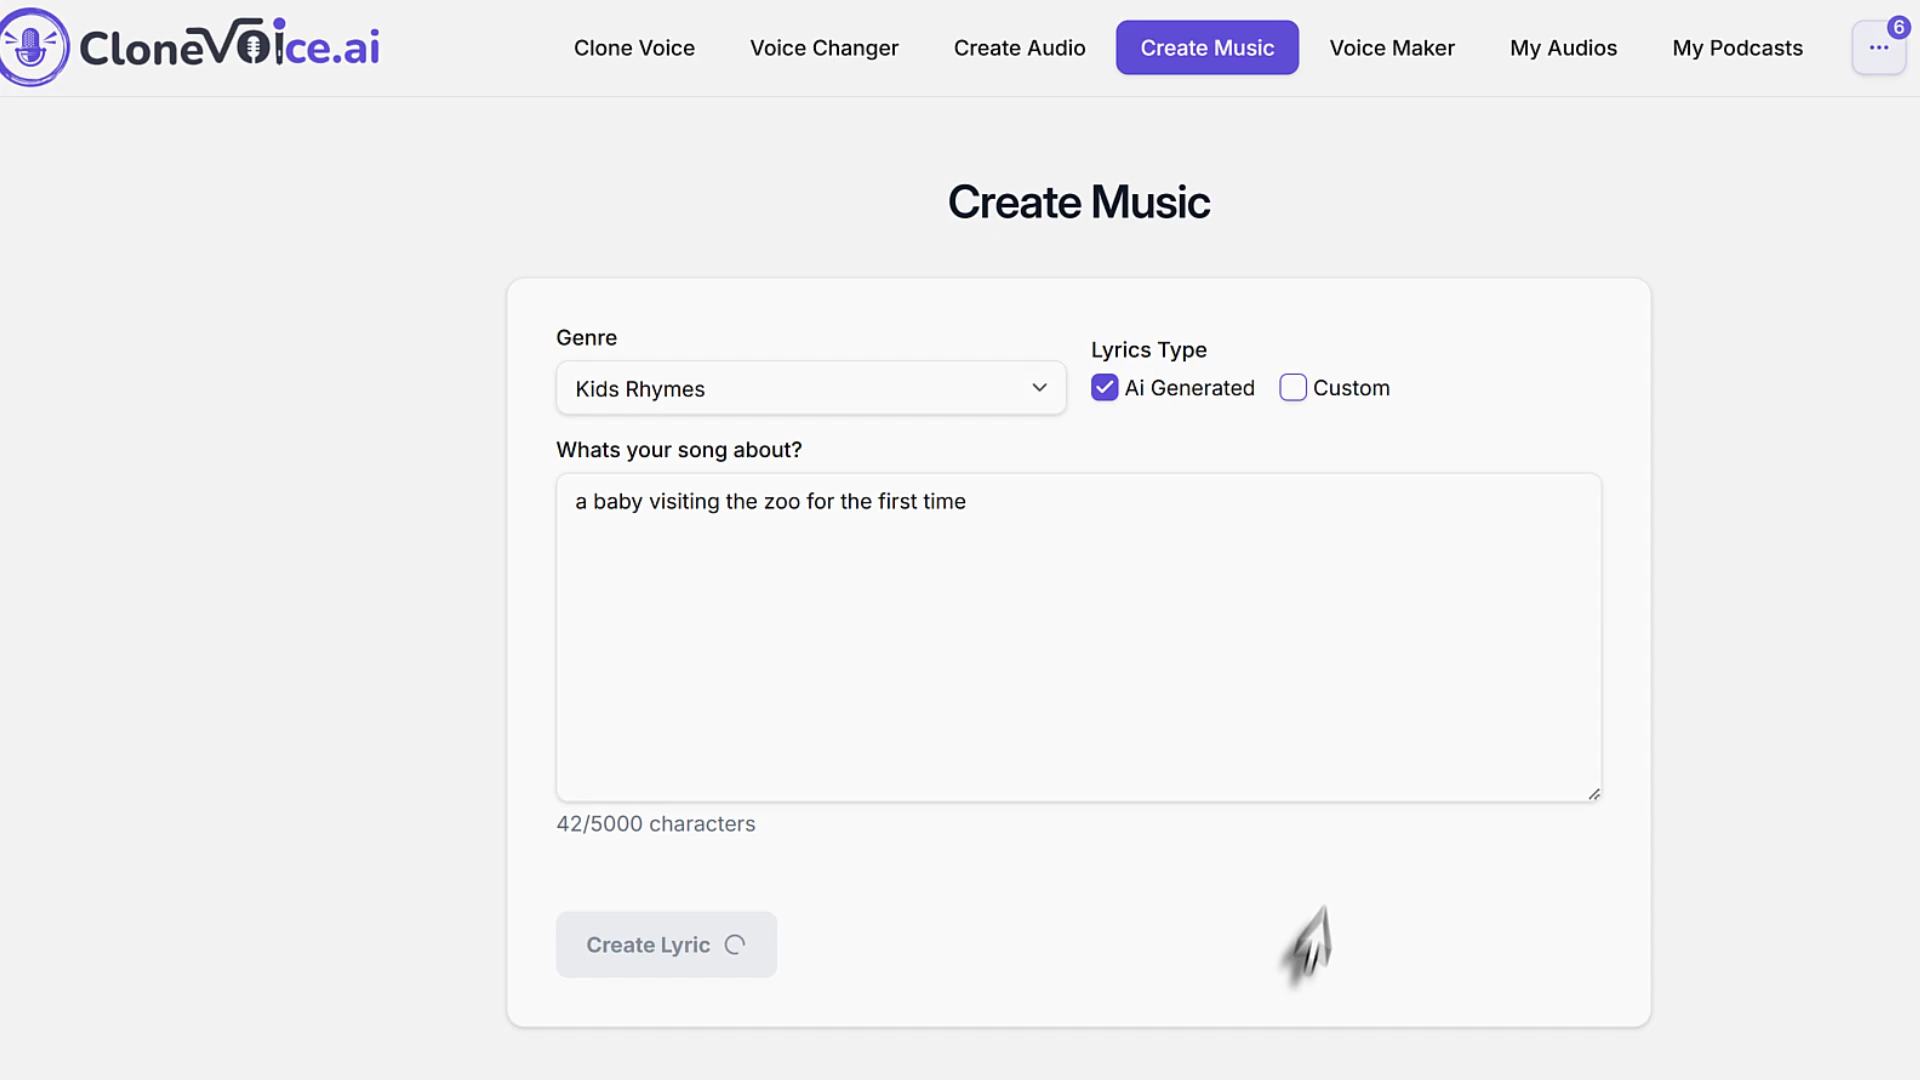 CloneVoice.ai
Clone Voice
Voice Changer
Create Audio
Create Music
Voice Maker
My Audios
My Podcasts
6
Create Music
Genre
Kids Rhymes
Lyrics Type
Ai Generated
Custom
Whats your song about?
a baby visiting the zoo for the first time
42/5000 characters
Create Lyric